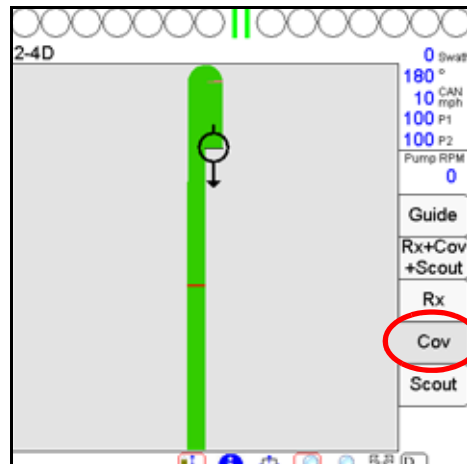 2-4D
0 Swath
180 °
10 CAN mph
100 P1
100 P2
Pump RPM
0
Guide
Rx+Cov
+Scout
Rx
Cov
Scout